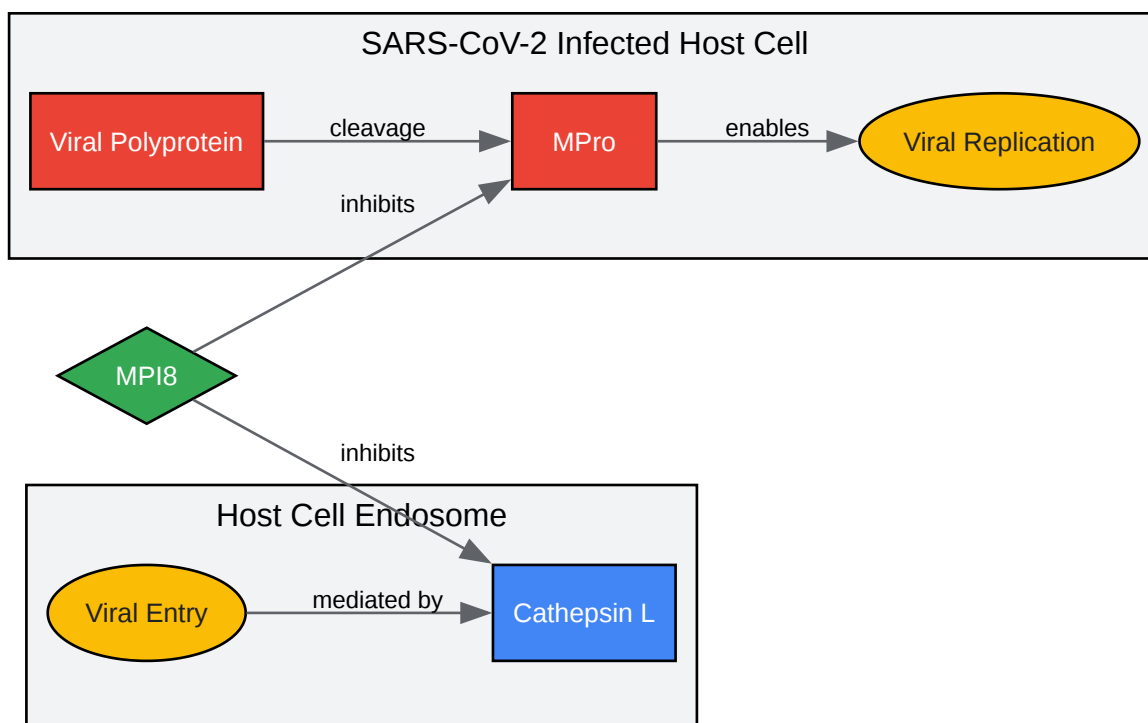 SARS-CoV-2 Infected Host Cell
Viral Polyprotein
cleavage
MPro
enables
Viral Replication
inhibits
MPI8
inhibits
Host Cell Endosome
Viral Entry
mediated by
Cathepsin L